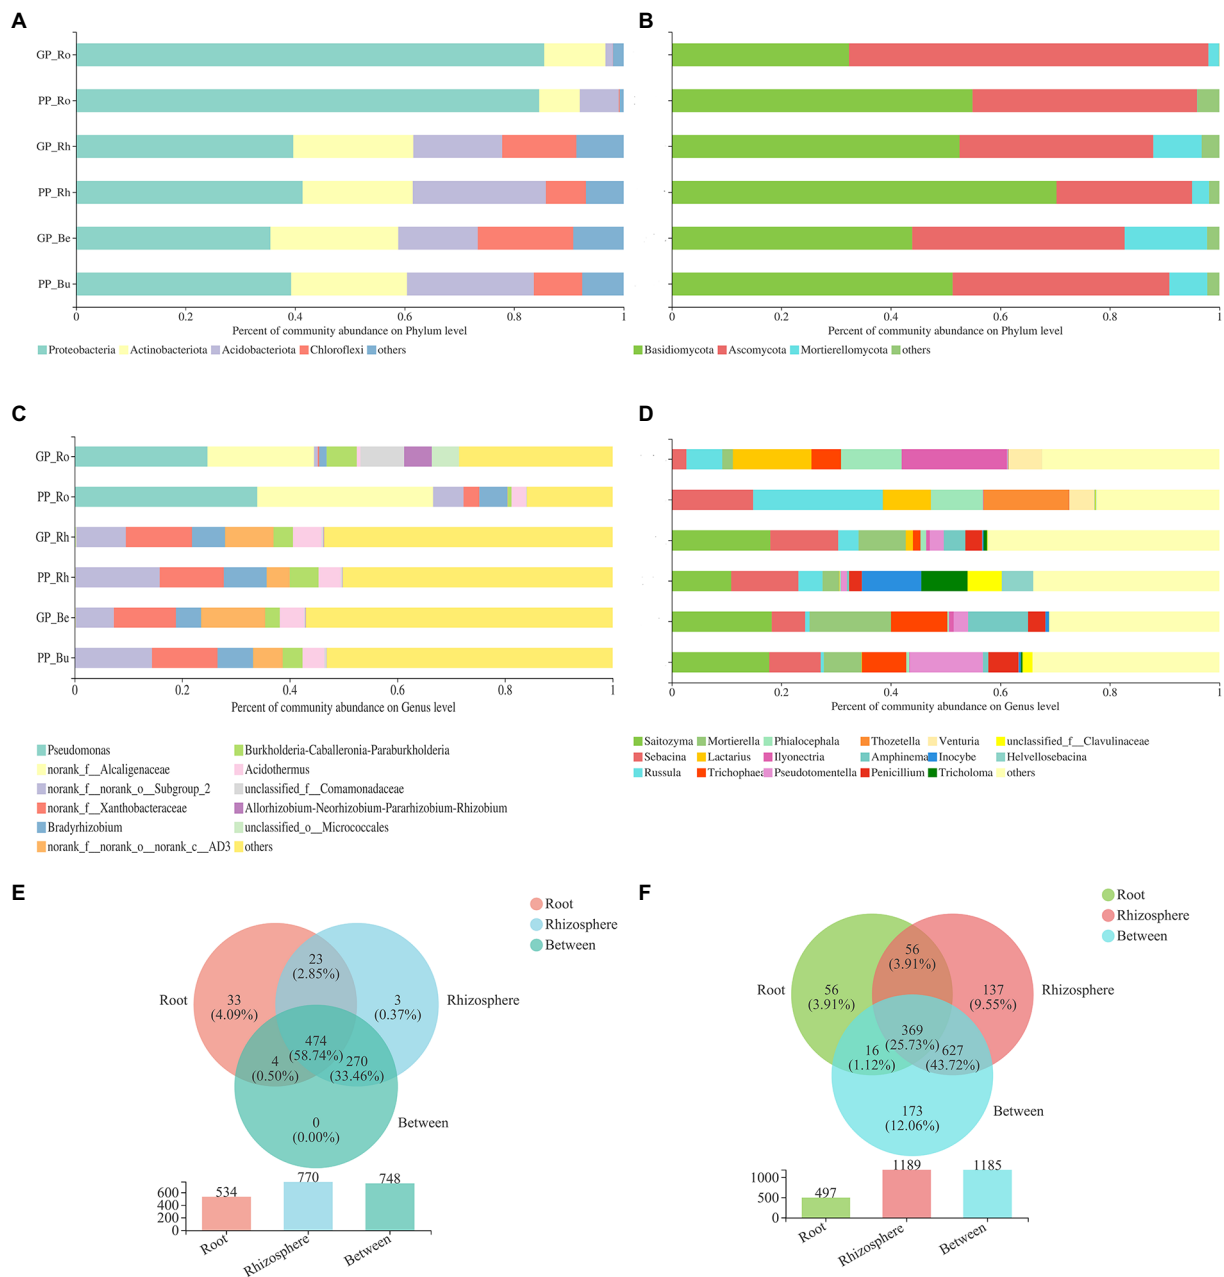 A
GP_Ro
PP_Ro
GP_Rh
PP_Rh
GP_Be
PP_Bu
0 0.2 0.4 0.6 0.8 1
Percent of community abundance on Phylum level
Proteobacteria Actinobacteriota Acidobacteriota Chloroflexi others
B
0 0.2 0.4 0.6 0.8 1
Percent of community abundance on Phylum level
Basidiomycota Ascomycota Mortierellomycota others
C
GP_Ro
PP_Ro
GP_Rh
PP_Rh
GP_Be
PP_Bu
0 0.2 0.4 0.6 0.8 1
Percent of community abundance on Genus level
Pseudomonas Burkholderia-Caballeronia-Paraburkholderia
norank_f__Alcaligenaceae Acidothermus
norank_f__norank_o__Subgroup_2 unclassified_f__Comamonadaceae
norank_f__Xanthobacteraceae Allorhizobium-Neorhizobium-Pararhizobium-Rhizobium
Bradyrhizobium unclassified_o__Micrococcales
norank_f__norank_o__norank_c__AD3 others
D
0 0.2 0.4 0.6 0.8 1
Percent of community abundance on Genus level
Saitozyma Mortierella Phialocephala Thozetella Venturia unclassified_f__Clavulinaceae
Sebacina Lactarius Ilyonectria Amphinema Inocybe Helvellosebacina
Russula Trichophaea Pseudotomentella Penicillium Tricholoma others
E
Root
Rhizosphere
Between
23
(2.85%)
Root
33
(4.09%)
3
(0.37%)
Rhizosphere
474
(58.74%)
4
(0.50%)
270
(33.46%)
0
(0.00%)
Between
600
400
200
0
534
770
748
Root
Rhizosphere
Between
F
Root
Rhizosphere
Between
56
(3.91%)
Root
56
(3.91%)
137
(9.55%)
Rhizosphere
369
(25.73%)
16
(1.12%)
627
(43.72%)
173
(12.06%)
Between
1000
500
0
497
1189
1185
Root
Rhizosphere
Between